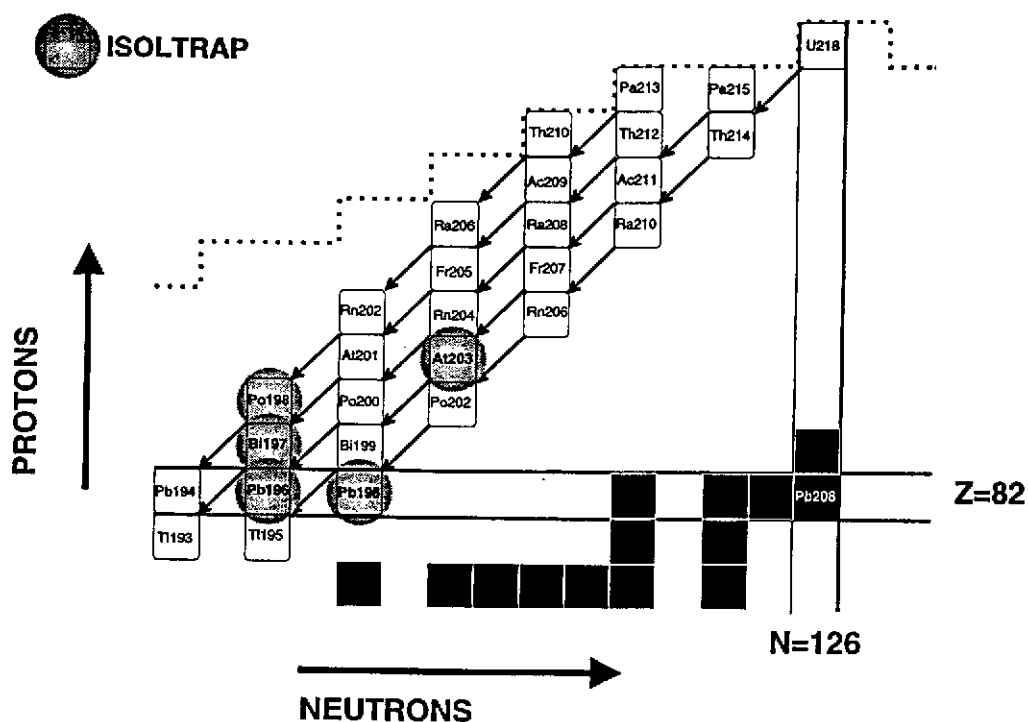 ISOLTRAP
U218
Pa213
Pa215
Th210
Th212
Th214
Ac209
Ac211
Ra206
Ra208
Ra210
Fr205
Fr207
Rn202
Rn204
Rn206
At201
At203
Po198
Po200
Po202
Bi197
Bi199
Pb194
Pb196
Pb198
Pb208
Z=82
Tl193
Tl195
PROTONS
N=126
NEUTRONS